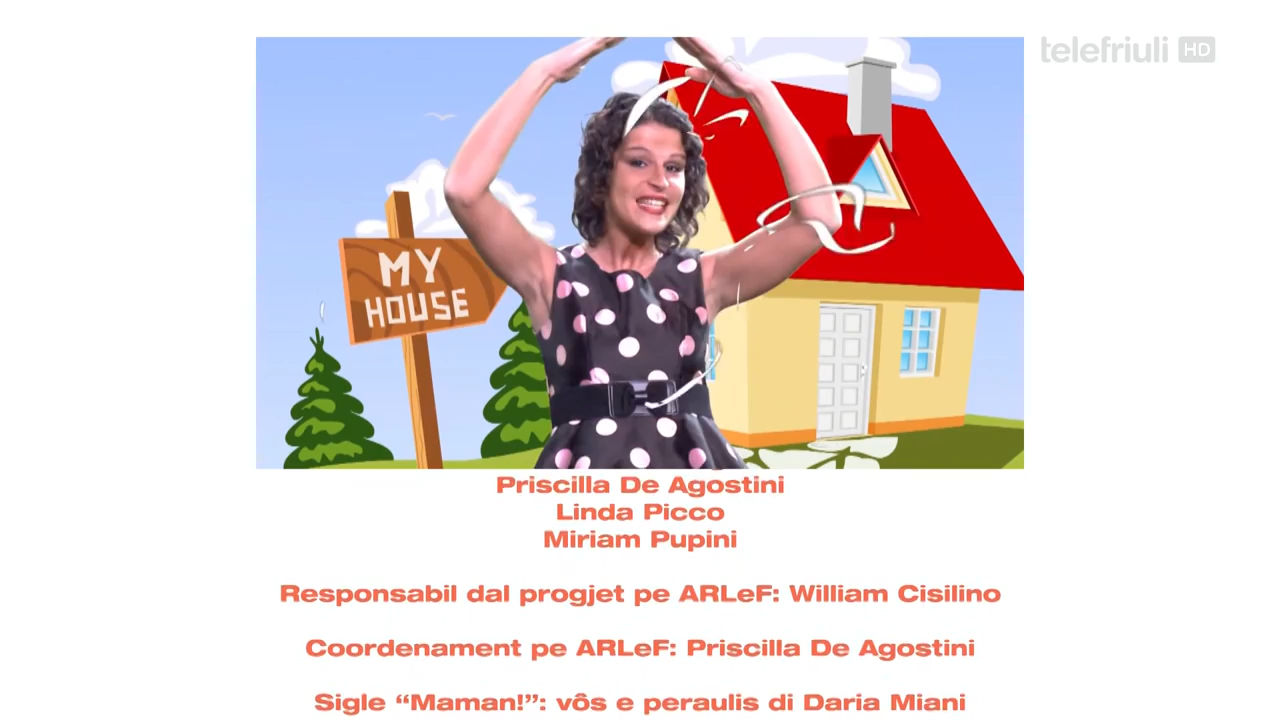 telefriuli HD
MY
HOUSE
Priscilla De Agostini
Linda Picco
Miriam Pupini
Responsabil dal progjet pe ARLeF: William Cisilino
Coordenament pe ARLeF: Priscilla De Agostini
Sigle “Maman!”: vôs e peraulis di Daria Miani